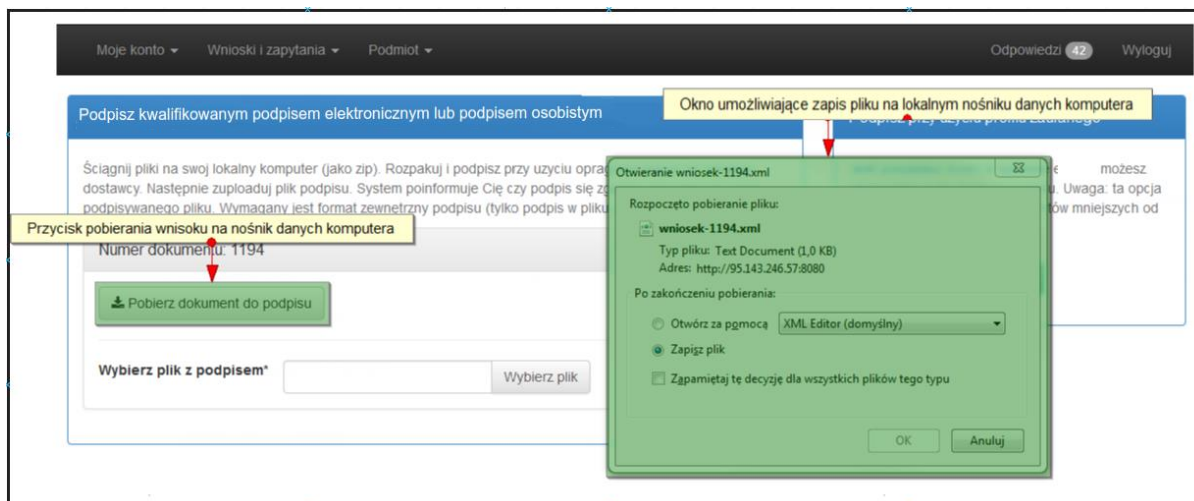 Moje konto Wnioski i zapytania Podmiot Odpowiedzi 42 Wyloguj
Podpisz kwalifikowanym podpisem elektronicznym lub podpisem osobistym
Okno umożliwiające zapis pliku na lokalnym nośniku danych komputera
Ściągnij pliki na swoj lokalny komputer (jako zip). Rozpakuj i podpisz przy uzyciu
dostawcy. Następnie zuploaduj plik podpisu. System poinformuje Cię czy podpis się
podpisywanego pliku. Wymagany jest format zewnetrzny podpisu (tylko podpis w pliku
możesz
Uwaga: ta opcja
mniejszych od
Przycisk pobierania wnisoku na nośnik danych komputera
Numer dokumentu: 1194
Pobierz dokument do podpisu
Wybierz plik z podpisem*
Wybierz plik
Otwieranie wniosek-1194.xml
Rozpoczęto pobieranie pliku:
wniosek-1194.xml
Typ pliku: Text Document (1,0 KB)
Adres: http://95.143.246.57:8080
Po zakończeniu pobierania:
Otwórz za pomocą XML Editor (domyślny)
Zapisz plik
Zapamiętaj tę decyzję dla wszystkich plików tego typu
OK Anuluj